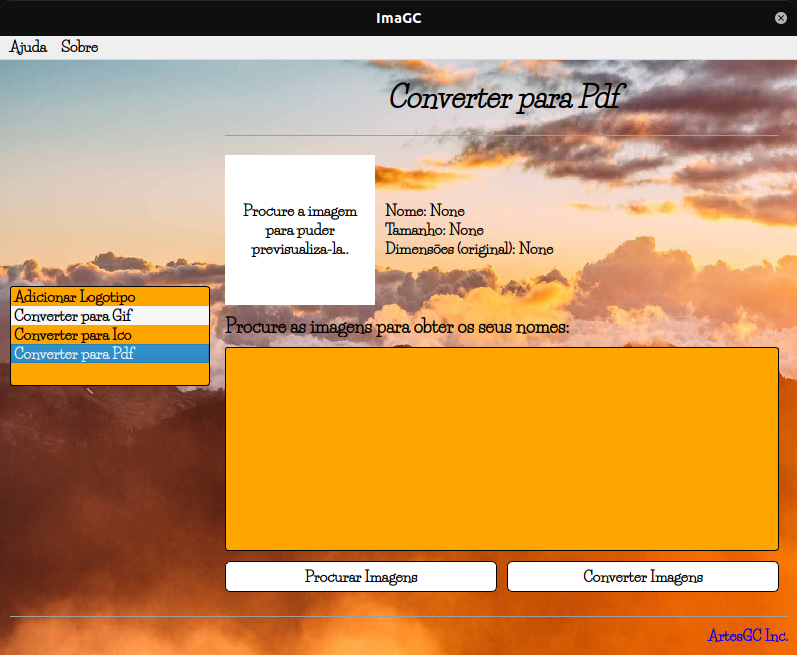 ImaGC
Ajuda Sobre
Converter para Pdf
Procure a imagem
para puder
previsualiza-la..
Nome: None
Tamanho: None
Dimensões (original): None
Adicionar Logotipo
Converter para Gif
Converter para Ico
Converter para Pdf
Procure as imagens para obter os seus nomes:
Procurar Imagens
Converter Imagens
ArtesGC Inc.